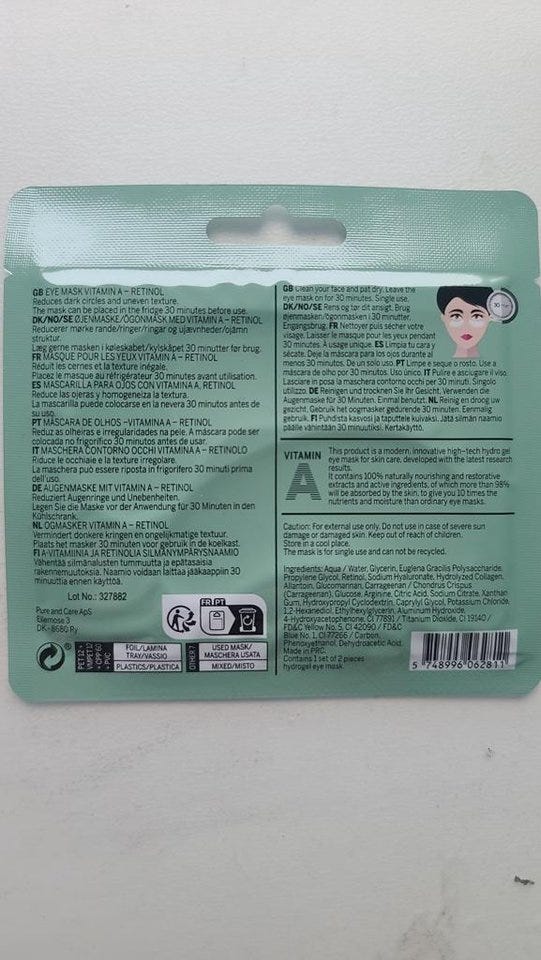 GB EYE MASK VITAMIN A – RETINOL
Reduces dark circles and uneven texture.
The mask can be placed in the fridge 30 minutes before use.
DK/NO/SE ØJENMASKE/ÖGONMASK MED VITAMIN A – RETINOL
Reducerer mørke rande/ringer/ringar og ujævnheder/ojämn
struktur.
Læg gerne masken i køleskabet/kylskåpet 30 minutter før brug.
FR MASQUE POUR LES YEUX VITAMIN A – RETINOL
Réduit les cernes et la texture inégale.
Placez le masque au réfrigérateur 30 minutes avant utilisation.
ES MASCARILLA PARA OJOS CON VITAMINA A, RETINOL
Reduce las ojeras y homogeneiza la textura.
La mascarilla puede colocarse en la nevera 30 minutos antes de
su uso.
PT MÁSCARA DE OLHOS –VITAMINA A – RETINOL
Reduz as olheiras e irregularidades na pele. A máscara pode ser
colocada no frigorífico 30 minutos antes de usar.
IT MASCHERA CONTORNO OCCHI VITAMINA A – RETINOLO
Riduce le occhiaie e la texture irregolare.
La maschera può essere riposta in frigorifero 30 minuti prima
dell'uso.
DE AUGENMASKE MIT VITAMIN A – RETINOL
Reduziert Augenringe und Unebenheiten.
Legen Sie die Maske vor der Anwendung für 30 Minuten in den
Kühlschrank.
NL OGMASKER VITAMIN A – RETINOL
Vermindert donkere kringen en ongelijkmatige textuur.
Plaats het masker 30 minuten voor gebruik in de koelkast.
FI A-VITAMIINIA JA RETINOLIA SILMÄNYMPÄRYSNAAMIO
Vähentää silmänalusten tummuutta ja epätasaisia
rakennemuutoksia. Naamio voidaan laittaa jääkaappiin 30
minuuttia ennen käyttöä.
Lot No.: 327882
Pure and Care ApS
Ellemose 3
DK-8680 Ry
FR PT
PET 12 +
VMPET 12
+ CPP 60
+ PVC
FOIL/LAMINA
TRAY/VASSIO
PLASTICS/PLASTICA
OTHER 7
USED MASK/
MASCHERA USATA
MIXED/MISTO
GB Clean your face and pat dry. Leave the
eye mask on for 30 minutes. Single use.
DK/NO/SE Rens og tør dit ansigt. Brug
øjenmasken/ögonmasken i 30 minutter.
Engangsbrug. FR Nettoyer puis sécher votre
visage. Laisser le masque pour les yeux pendant
30 minutes. À usage unique. ES Limpia tu cara y
sécate. Deja la máscara para los ojos durante al
menos 30 minutos. De un solo uso. PT Limpe e seque o rosto. Use a
máscara de olho por 30 minutos. Uso único. IT Pulire e asciugare il viso.
Lasciare in posa la maschera contorno occhi per 30 minuti. Singolo
utilizzo. DE Reinigen und trocknen Sie Ihr Gesicht. Verwenden die
Augenmaske für 30 Minuten. Einmal benutzt. NL Reinig en droog uw
gezicht. Gebruik het oogmasker gedurende 30 minuten. Eenmalig
gebruik. FI Puhdista kasvosi ja taputtele kuivaksi. Jätä silmän naamio
päälle vähintään 30 minuutiksi. Kertakäyttö.
30 min
VITAMIN
A
This product is a modern, innovative high-tech hydro gel
eye mask for skin care, developed with the latest research
results.
It contains 100% naturally nourishing and restorative
extracts and active ingredients, of which more than 98%
will be absorbed by the skin, to give you 10 times the
nutrients and moisture than ordinary eye masks.
Caution: For external use only. Do not use in case of severe sun
damage or damaged skin. Keep out of reach of children.
Store in a cool place.
The mask is for single use and can not be recycled.
Ingredients: Aqua / Water, Glycerin, Euglena Gracilis Polysaccharide,
Propylene Glycol, Retinol, Sodium Hyaluronate, Hydrolyzed Collagen,
Allantoin, Glucomannan, Carrageenan / Chondrus Crispus
(Carrageenan), Glucose, Arginine, Citric Acid, Sodium Citrate, Xanthan
Gum, Hydroxypropyl Cyclodextrin, Caprylyl Glycol, Potassium Chloride,
1,2-Hexanediol, Ethylhexylglycerin, Aluminum Hydroxide,
4-Hydroxyacetophenone, CI 77891 / Titanium Dioxide, CI 19140 /
FD&C Yellow No. 5, CI 42090 / FD&C
Blue No. 1, CI 77266 / Carbon,
Phenoxyethanol, Dehydroacetic Acid.
Made in PRC.
Contains 1 set of 2 pieces
hydrogel eye mask.
5 748996 062811